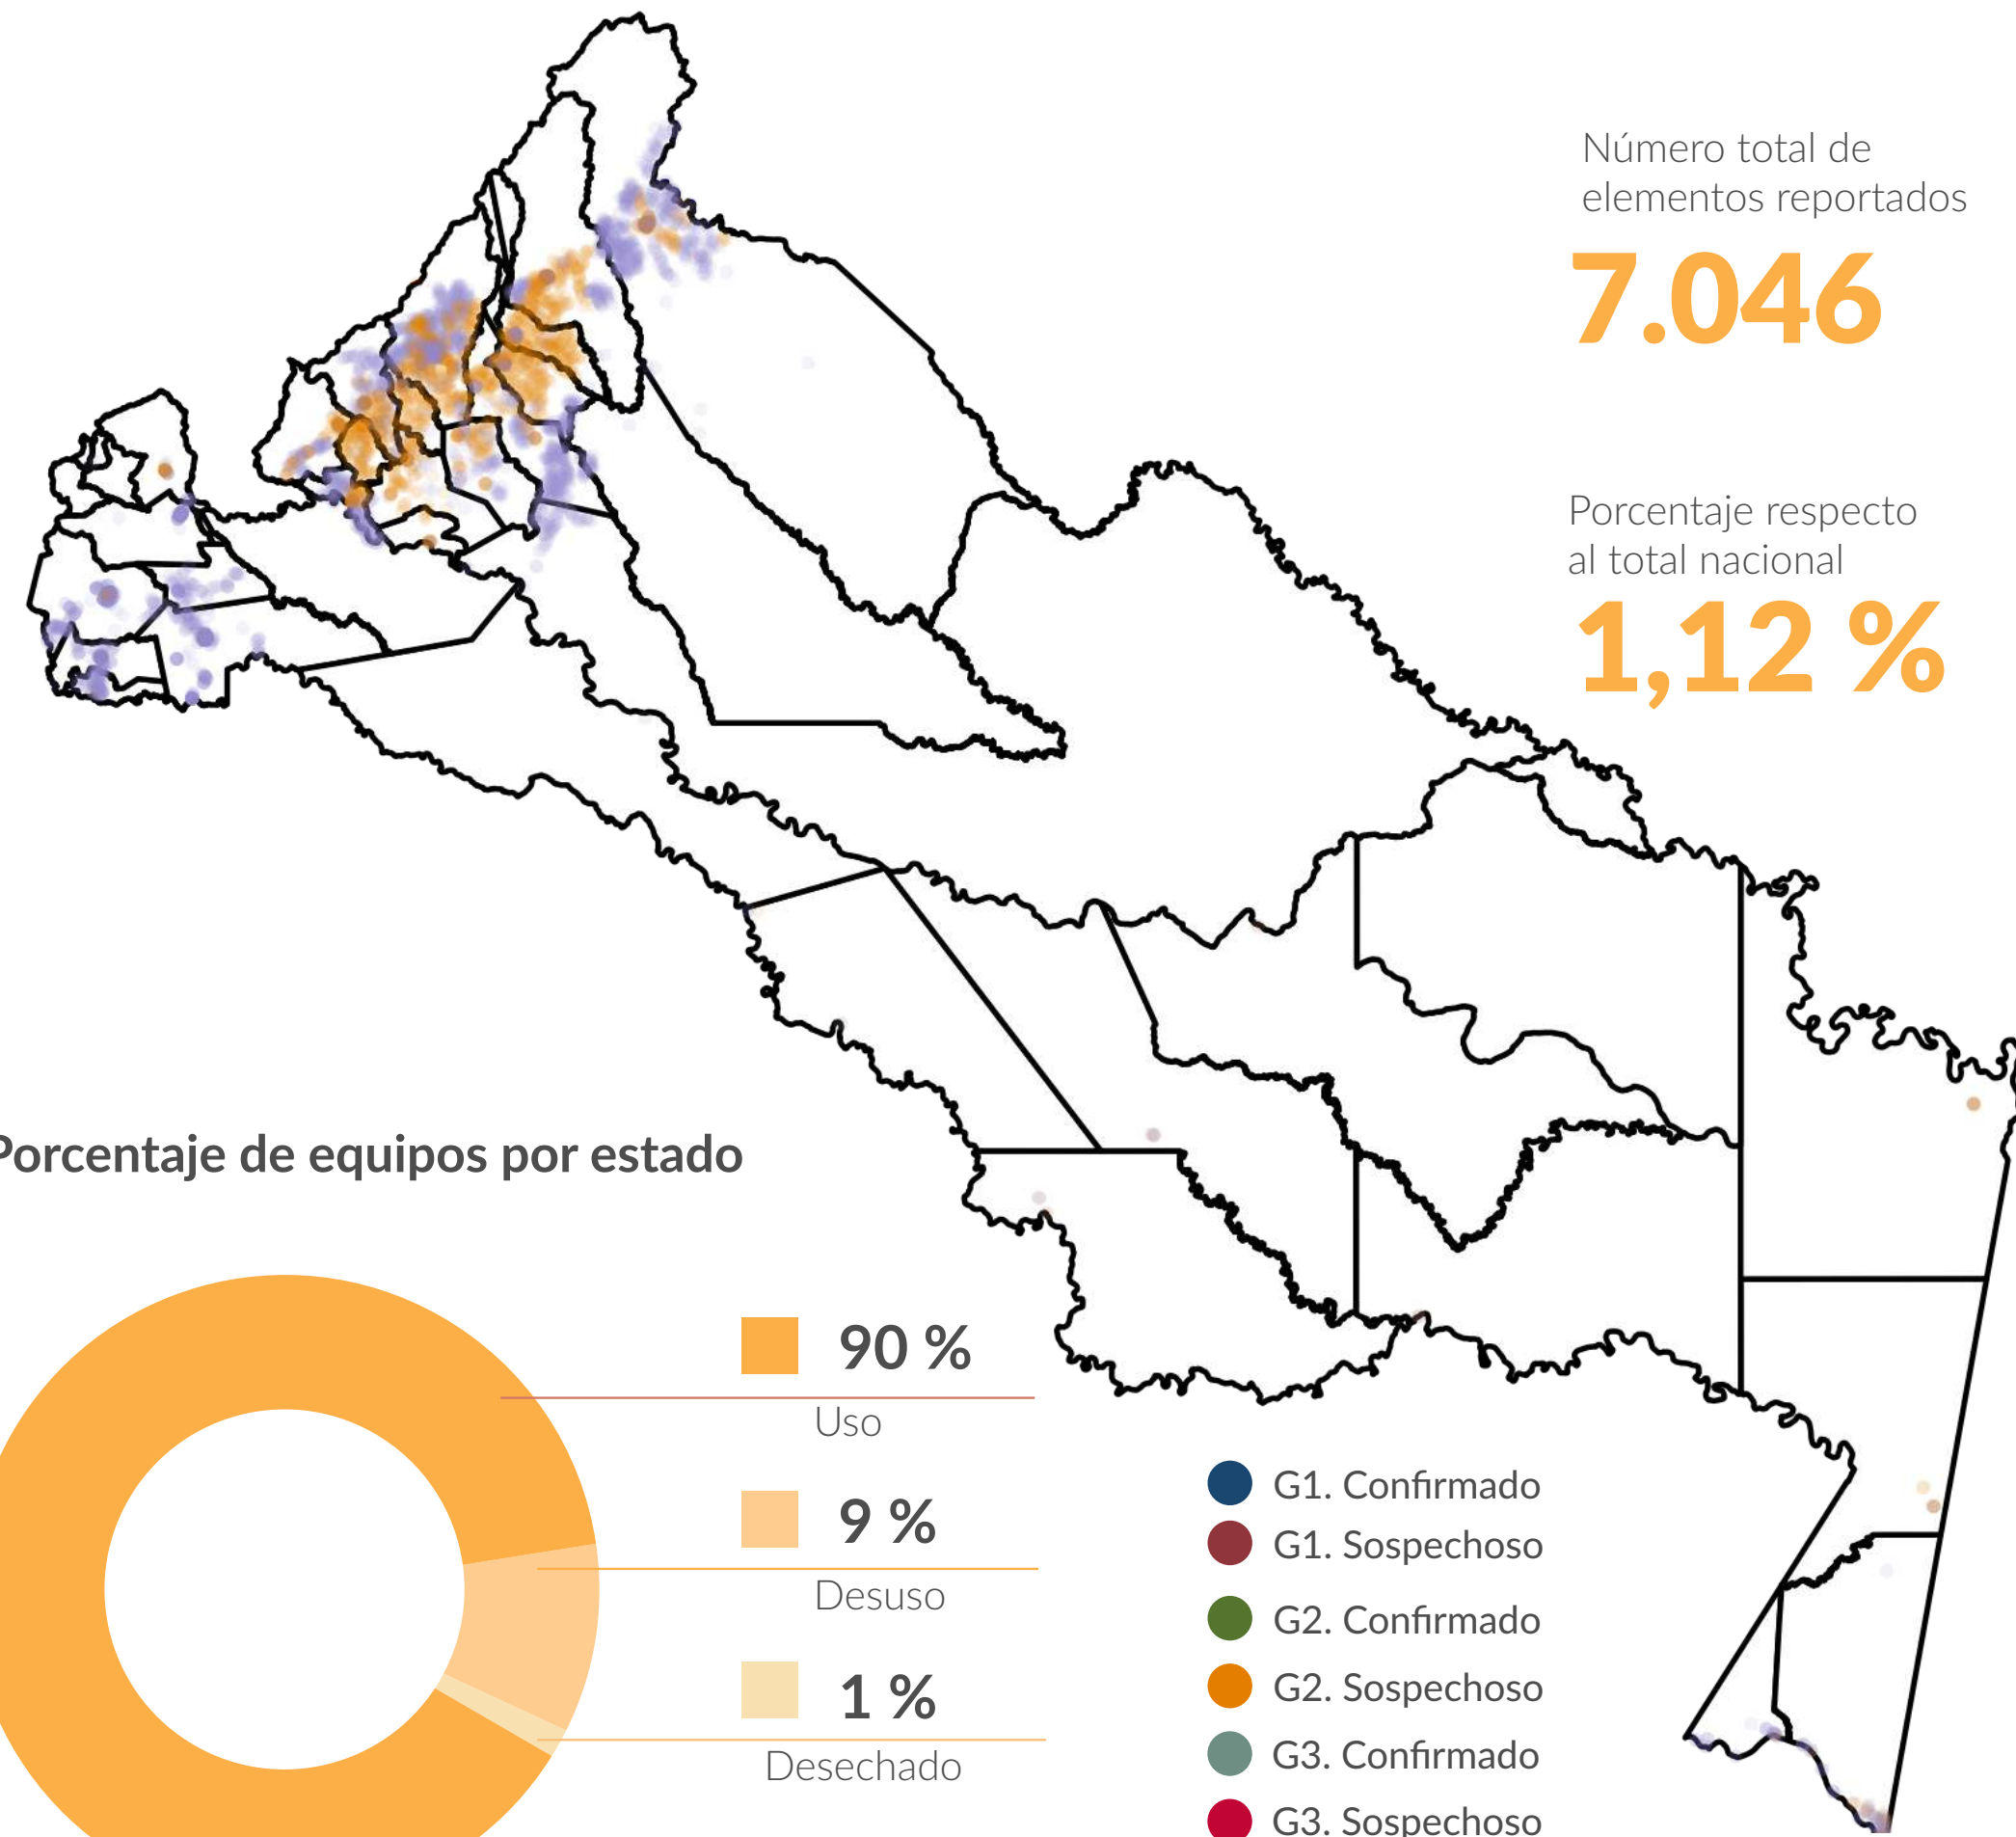 Número total de
elementos reportados
7.046
Porcentaje respecto
al total nacional
1,12 %
Porcentaje de equipos por estado
90 %
Uso
9 %
Desuso
1 %
Desechado
G1. Confirmado
G1. Sospechoso
G2. Confirmado
G2. Sospechoso
G3. Confirmado
G3. Sospechoso